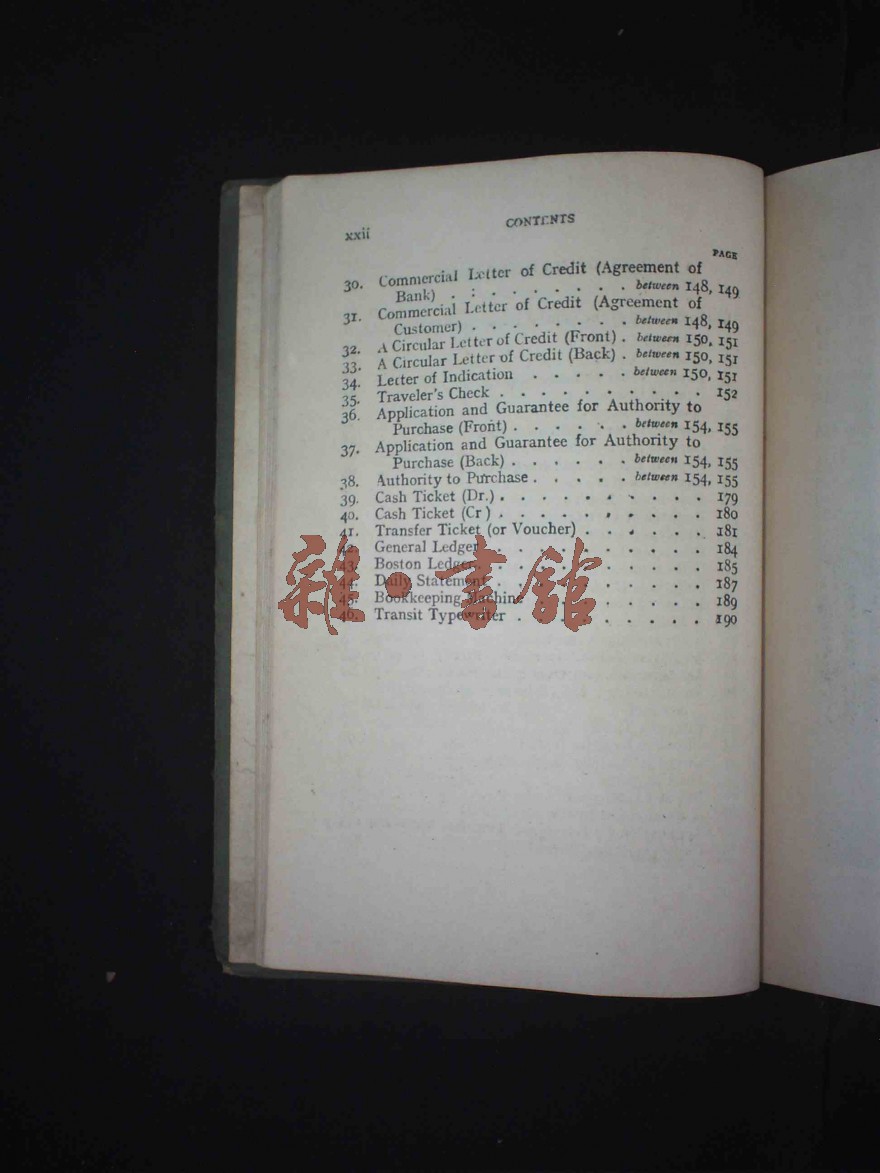 xxii
CONTENTS
PAGE
30. Commercial Letter of Credit (Agreement of
Bank) . : . . . . . . . between 148, 149
31. Commercial Letter of Credit (Agreement of
Customer) . . . . . . . . between 148, 149
32. A Circular Letter of Credit (Front) . between 150, 151
33. A Circular Letter of Credit (Back) . between 150, 151
34. Letter of Indication . . . . . between 150, 151
35. Traveler's Check . . . . . . . . . . 152
36. Application and Guarantee for Authority to
Purchase (Front) . . . . . . between 154, 155
37. Application and Guarantee for Authority to
Purchase (Back) . . . . . . between 154, 155
38. Authority to Purchase . . . . . between 154, 155
39. Cash Ticket (Dr.) . . . . . . . . . . 179
40. Cash Ticket (Cr ) . . . . . . . . . . 180
41. Transfer Ticket (or Voucher) . . . . . . 181
42. General Ledger . . . . . . . . . . 184
43. Boston Ledger . . . . . . . . . . 185
44. Daily Statement . . . . . . . . . . 187
45. Bookkeeping Machine . . . . . . . . 189
46. Transit Typewriter . . . . . . . . . 190
雜·書館